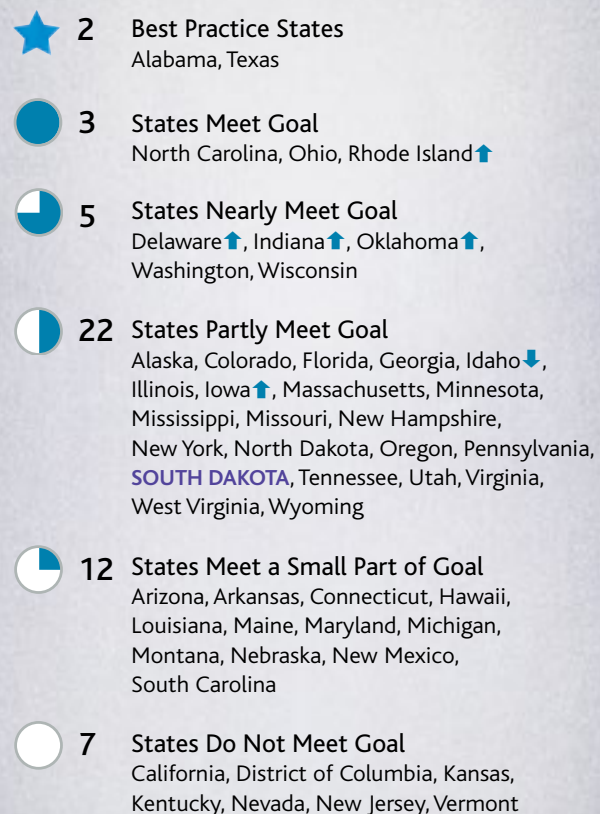 2 Best Practice States
Alabama, Texas
3 States Meet Goal
North Carolina, Ohio, Rhode Island⬆
5 States Nearly Meet Goal
Delaware⬆, Indiana⬆, Oklahoma⬆,
Washington, Wisconsin
22 States Partly Meet Goal
Alaska, Colorado, Florida, Georgia, Idaho⬇,
Illinois, Iowa⬆, Massachusetts, Minnesota,
Mississippi, Missouri, New Hampshire,
New York, North Dakota, Oregon, Pennsylvania,
SOUTH DAKOTA, Tennessee, Utah, Virginia,
West Virginia, Wyoming
12 States Meet a Small Part of Goal
Arizona, Arkansas, Connecticut, Hawaii,
Louisiana, Maine, Maryland, Michigan,
Montana, Nebraska, New Mexico,
South Carolina
7 States Do Not Meet Goal
California, District of Columbia, Kansas,
Kentucky, Nevada, New Jersey, Vermont